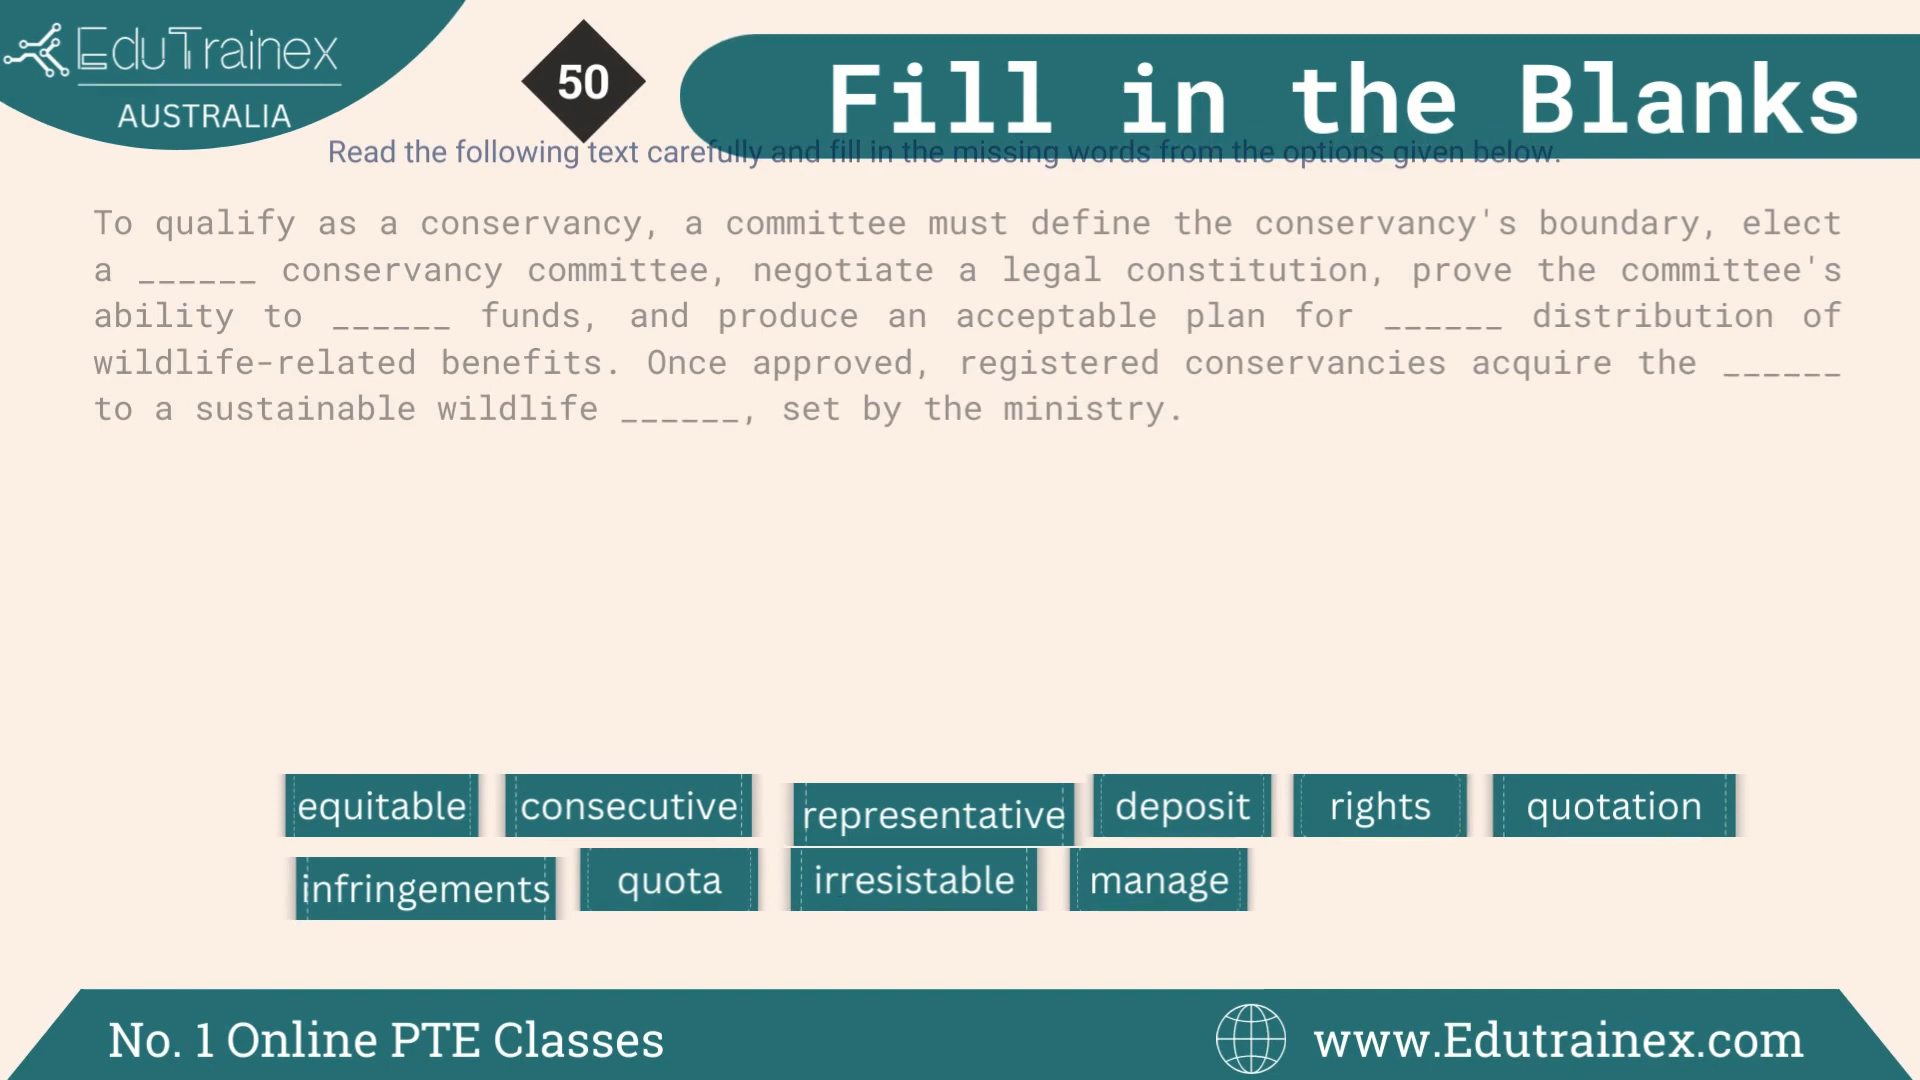 EduTrainex
AUSTRALIA
50
Fill in the Blanks
Read the following text carefully and fill in the missing words from the options given below.
To qualify as a conservancy, a committee must define the conservancy's boundary, elect
a ______ conservancy committee, negotiate a legal constitution, prove the committee's
ability to ______ funds, and produce an acceptable plan for ______ distribution of
wildlife-related benefits. Once approved, registered conservancies acquire the ______
to a sustainable wildlife ______, set by the ministry.
equitable consecutive representative deposit rights quotation
infringements quota irresistable manage
No. 1 Online PTE Classes www.Edutrainex.com